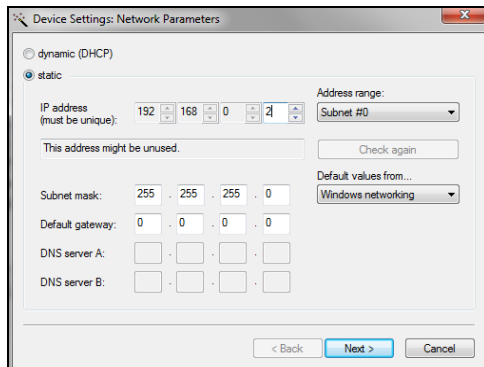 Device Settings: Network Parameters
dynamic (DHCP)
static
Address range:
IP address
(must be unique):
192 168 0 2
Subnet #0
This address might be unused.
Check again
Default values from...
Subnet mask:
255 . 255 . 255 . 0
Windows networking
Default gateway:
0 . 0 . 0 . 0
DNS server A:
. . .
DNS server B:
. . .
< Back
Next >
Cancel